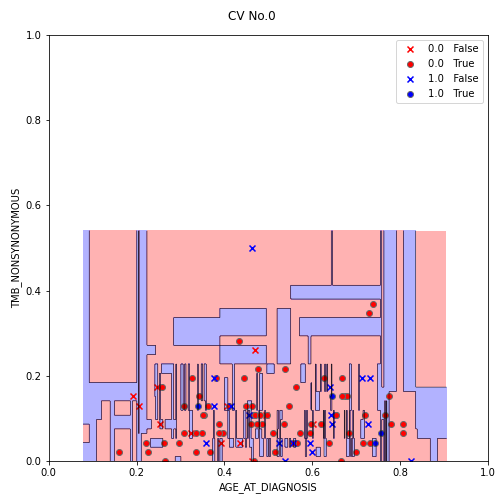 CV No.0
1.0
0.8
0.6
0.4
0.2
0.0
TMB_NONSYNONYMOUS
0.0 False
0.0 True
1.0 False
1.0 True
0.0 0.2 0.4 0.6 0.8 1.0
AGE_AT_DIAGNOSIS